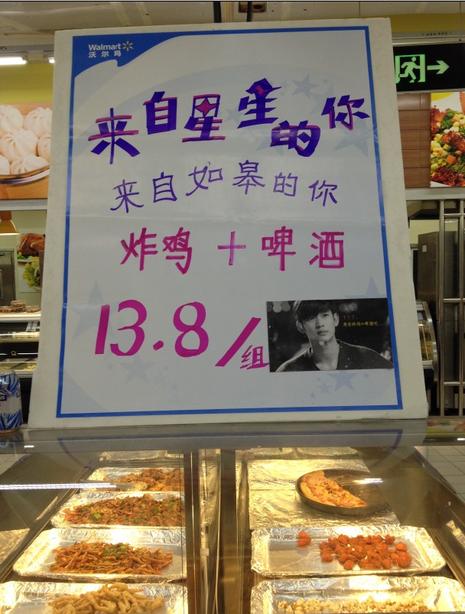 Walmart
沃尔玛
来自星星的你
来自如皋的你
炸鸡+啤酒
13.8/组